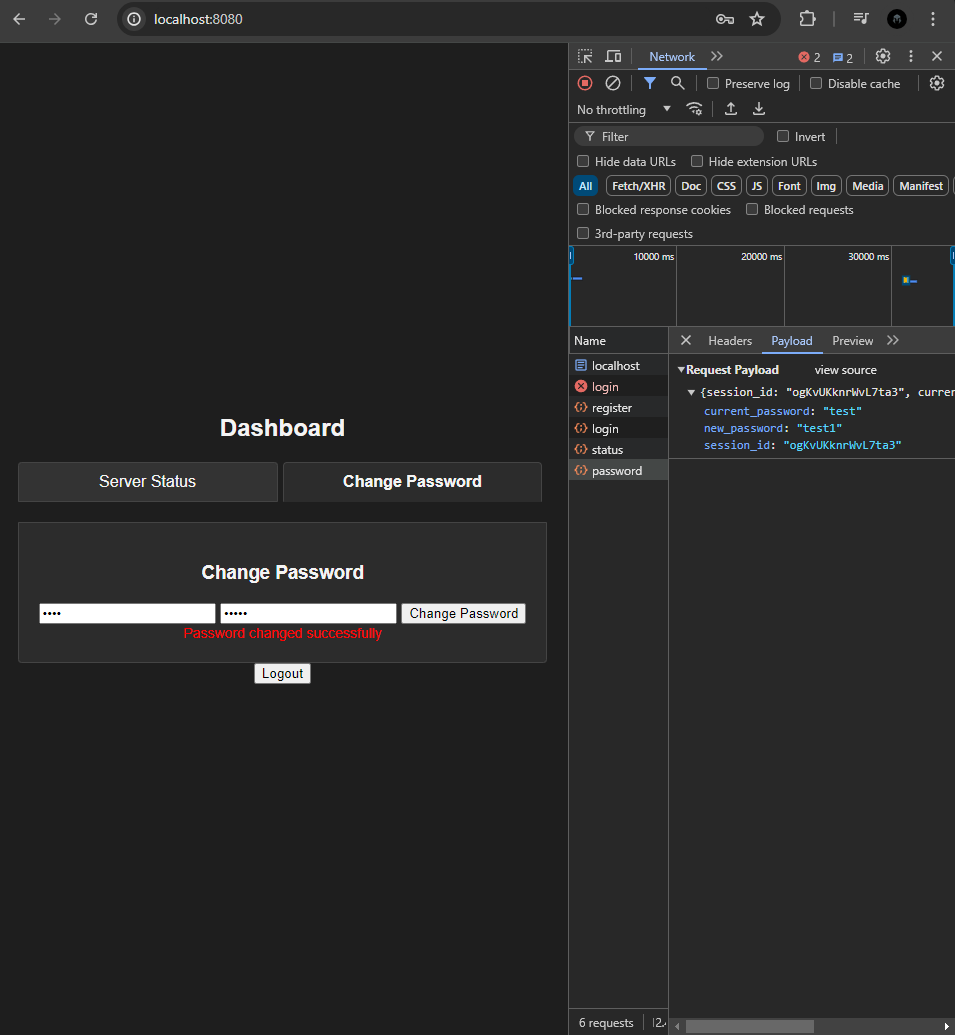 localhost:8080
Network
2
2
Preserve log
Disable cache
No throttling
Filter
Invert
Hide data URLs
Hide extension URLs
All
Fetch/XHR
Doc
CSS
JS
Font
Img
Media
Manifest
Blocked response cookies
Blocked requests
3rd-party requests
10000 ms
20000 ms
30000 ms
Name
Headers
Payload
Preview
localhost
login
register
login
status
password
Request Payload
view source
{session_id: "ogKvUKknrWvL7ta3", curren
current_password: "test"
new_password: "test1"
session_id: "ogKvUKknrWvL7ta3"
Dashboard
Server Status
Change Password
Change Password
Change Password
Password changed successfully
Logout
6 requests